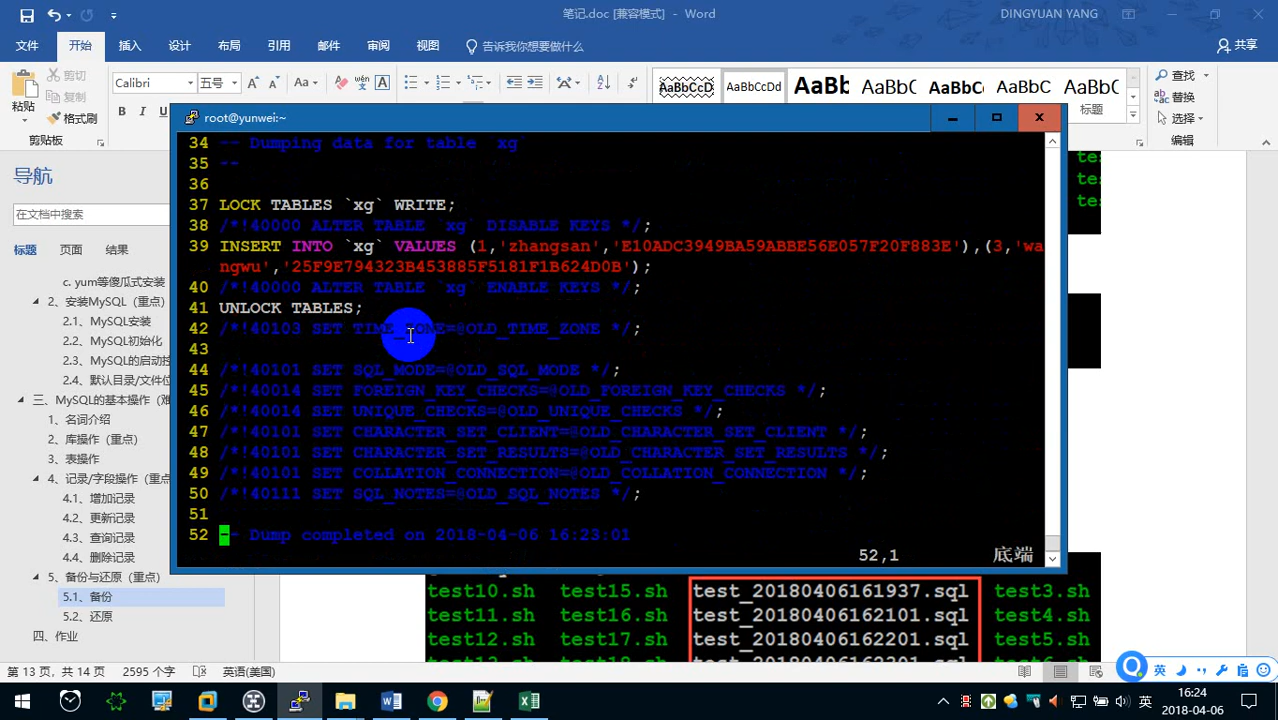 笔记.doc [兼容模式] - Word
DINGYUAN YANG
文件 开始 插入 设计 布局 引用 邮件 审阅 视图 告诉我你想要做什么 共享
剪切
复制
格式刷
粘贴
剪贴板
Calibri 五号
B I
AaBbCcD AaBbCcDd AaBb AaBbC AaBbC AaBbC AaBbC
标题
查找
替换
选择
编辑
root@yunwei:~
34 -- Dumping data for table `xg`
35 --
36
37 LOCK TABLES `xg` WRITE;
38 /*!40000 ALTER TABLE `xg` DISABLE KEYS */;
39 INSERT INTO `xg` VALUES (1,'zhangsan','E10ADC3949BA59ABBE56E057F20F883E'),(3,'wa
ngwu','25F9E794323B453885F5181F1B624D0B');
40 /*!40000 ALTER TABLE `xg` ENABLE KEYS */;
41 UNLOCK TABLES;
42 /*!40103 SET TIME_ZONE=@OLD_TIME_ZONE */;
43
44 /*!40101 SET SQL_MODE=@OLD_SQL_MODE */;
45 /*!40014 SET FOREIGN_KEY_CHECKS=@OLD_FOREIGN_KEY_CHECKS */;
46 /*!40014 SET UNIQUE_CHECKS=@OLD_UNIQUE_CHECKS */;
47 /*!40101 SET CHARACTER_SET_CLIENT=@OLD_CHARACTER_SET_CLIENT */;
48 /*!40101 SET CHARACTER_SET_RESULTS=@OLD_CHARACTER_SET_RESULTS */;
49 /*!40101 SET COLLATION_CONNECTION=@OLD_COLLATION_CONNECTION */;
50 /*!40111 SET SQL_NOTES=@OLD_SQL_NOTES */;
51
52 -- Dump completed on 2018-04-06 16:23:01
52,1 底端
导航
在文档中搜索
标题 页面 结果
c. yum等傻瓜式安装
2、安装MySQL（重点）
2.1、MySQL安装
2.2、MySQL初始化
2.3、MySQL的启动控
2.4、默认目录/文件位
三、MySQL的基本操作（难
1、名词介绍
2、库操作（重点）
3、表操作
4、记录/字段操作（重点
4.1、增加记录
4.2、更新记录
4.3、查询记录
4.4、删除记录
5、备份与还原（重点）
5.1、备份
5.2、还原
四、作业
test10.sh test15.sh test_20180406161937.sql test3.sh
test11.sh test16.sh test_20180406162101.sql test4.sh
test12.sh test17.sh test_20180406162201.sql test5.sh
第 13 页，共 14 页 2595 个字 英语(美国)
英
英 16:24
2018-04-06